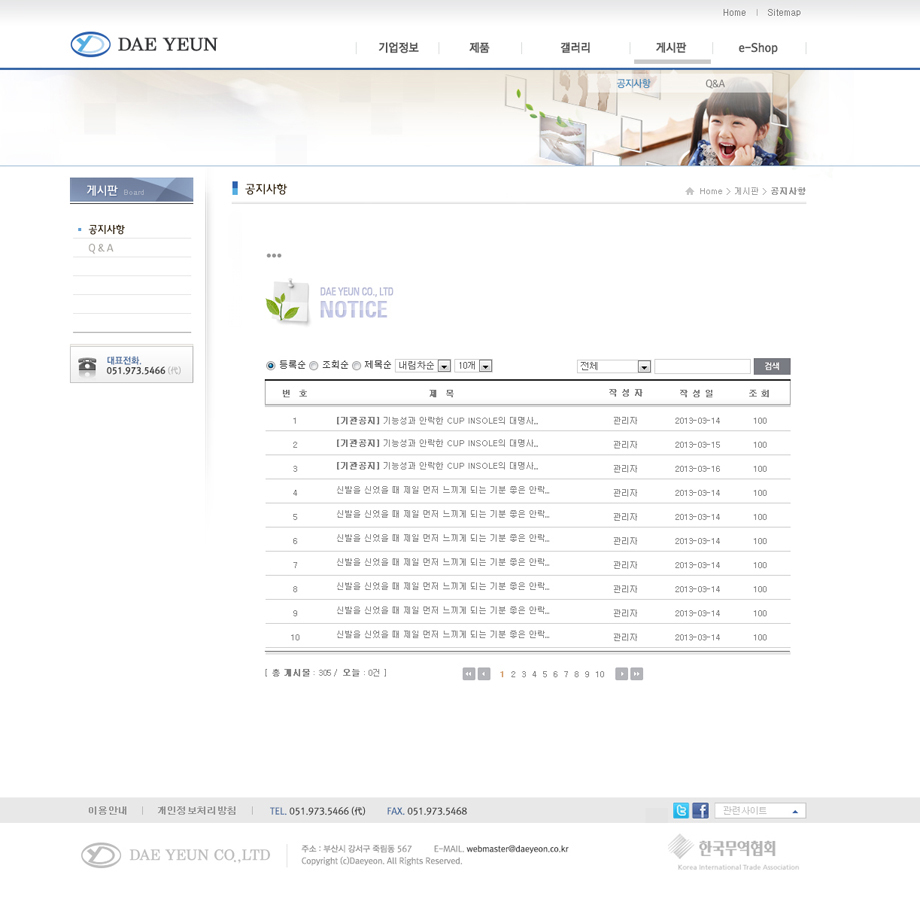 Home | Sitemap
DAE YEUN
기업정보 제품 갤러리 게시판 e-Shop
공지사항 Q&A
게시판 Board
공지사항
Home > 게시판 > 공지사항
공지사항
Q & A
DAE YEUN CO., LTD
NOTICE
대표전화.
051.973.5466 (代)
등록순 조회순 제목순 내림차순 10개 전체 검색
번 호 제 목 작 성 자 작 성 일 조 회
1 [기관공지] 기능성과 안락한 CUP INSOLE의 대명사... 관리자 2013-03-14 100
2 [기관공지] 기능성과 안락한 CUP INSOLE의 대명사... 관리자 2013-03-15 100
3 [기관공지] 기능성과 안락한 CUP INSOLE의 대명사... 관리자 2013-03-16 100
4 신발을 신었을 때 제일 먼저 느끼게 되는 기분 좋은 안락... 관리자 2013-03-14 100
5 신발을 신었을 때 제일 먼저 느끼게 되는 기분 좋은 안락... 관리자 2013-03-14 100
6 신발을 신었을 때 제일 먼저 느끼게 되는 기분 좋은 안락... 관리자 2013-03-14 100
7 신발을 신었을 때 제일 먼저 느끼게 되는 기분 좋은 안락... 관리자 2013-03-14 100
8 신발을 신었을 때 제일 먼저 느끼게 되는 기분 좋은 안락... 관리자 2013-03-14 100
9 신발을 신었을 때 제일 먼저 느끼게 되는 기분 좋은 안락... 관리자 2013-03-14 100
10 신발을 신었을 때 제일 먼저 느끼게 되는 기분 좋은 안락... 관리자 2013-03-14 100
[ 총 게시물 : 305 / 오늘 : 0건 ] 1 2 3 4 5 6 7 8 9 10
이용안내 | 개인정보처리방침 | TEL. 051.973.5466 (代) FAX. 051.973.5468 관련사이트
DAE YEUN CO.,LTD
주소 : 부산시 강서구 죽림동 567 E-MAIL. webmaster@daeyeon.co.kr
Copyright (c)Daeyeon. All Rights Reserved.
한국무역협회
Korea International Trade Association